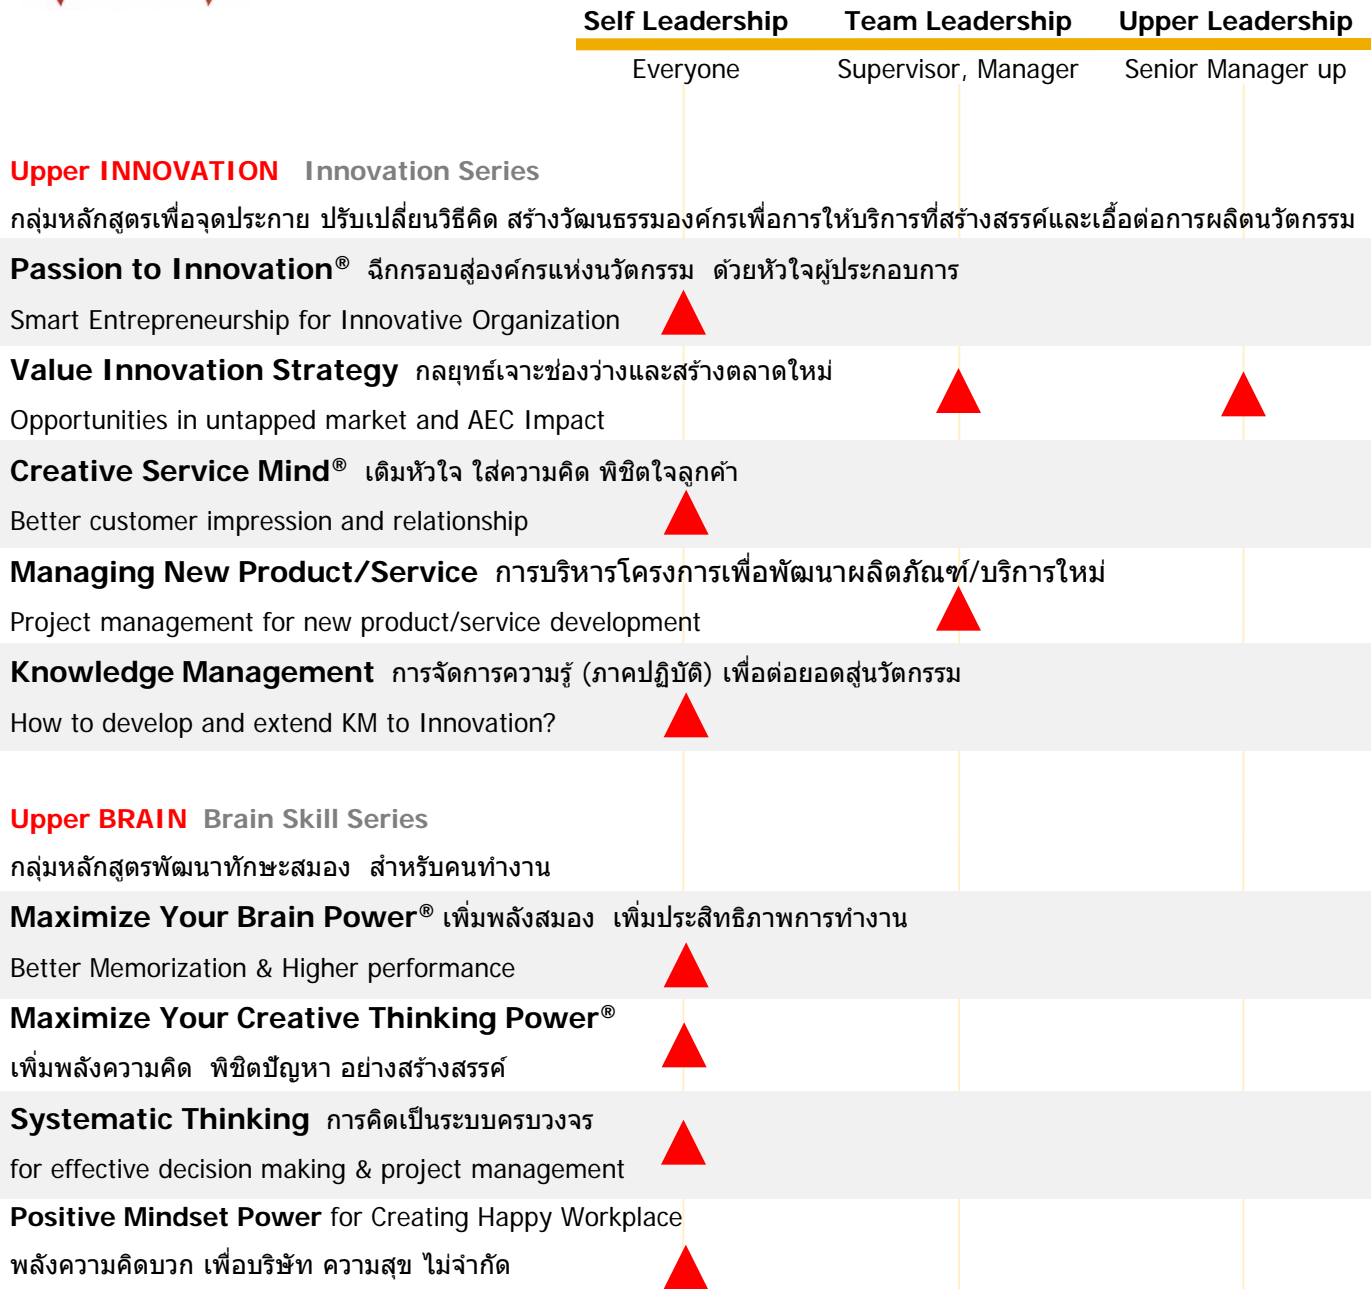 Self Leadership Team Leadership Upper Leadership
Everyone Supervisor, Manager Senior Manager up
Upper INNOVATION Innovation Series
กลุ่มหลักสูตรเพื่อจุดประกาย ปรับเปลี่ยนวิธีคิด สร้างวัฒนธรรมองค์กรเพื่อการให้บริการที่สร้างสรรค์และเอื้อต่อการผลิตนวัตกรรม
Passion to Innovation® ฉีกกรอบสู่องค์กรแห่งนวัตกรรม ด้วยหัวใจผู้ประกอบการ
Smart Entrepreneurship for Innovative Organization
Value Innovation Strategy กลยุทธ์เจาะช่องว่างและสร้างตลาดใหม่
Opportunities in untapped market and AEC Impact
Creative Service Mind® เติมหัวใจ ใส่ความคิด พิชิตใจลูกค้า
Better customer impression and relationship
Managing New Product/Service การบริหารโครงการเพื่อพัฒนาผลิตภัณฑ์/บริการใหม่
Project management for new product/service development
Knowledge Management การจัดการความรู้ (ภาคปฏิบัติ) เพื่อต่อยอดสู่นวัตกรรม
How to develop and extend KM to Innovation?
Upper BRAIN Brain Skill Series
กลุ่มหลักสูตรพัฒนาทักษะสมอง สำหรับคนทำงาน
Maximize Your Brain Power® เพิ่มพลังสมอง เพิ่มประสิทธิภาพการทำงาน
Better Memorization & Higher performance
Maximize Your Creative Thinking Power®
เพิ่มพลังความคิด พิชิตปัญหา อย่างสร้างสรรค์
Systematic Thinking การคิดเป็นระบบครบวงจร
for effective decision making & project management
Positive Mindset Power for Creating Happy Workplace
พลังความคิดบวก เพื่อบริษัท ความสุข ไม่จำกัด